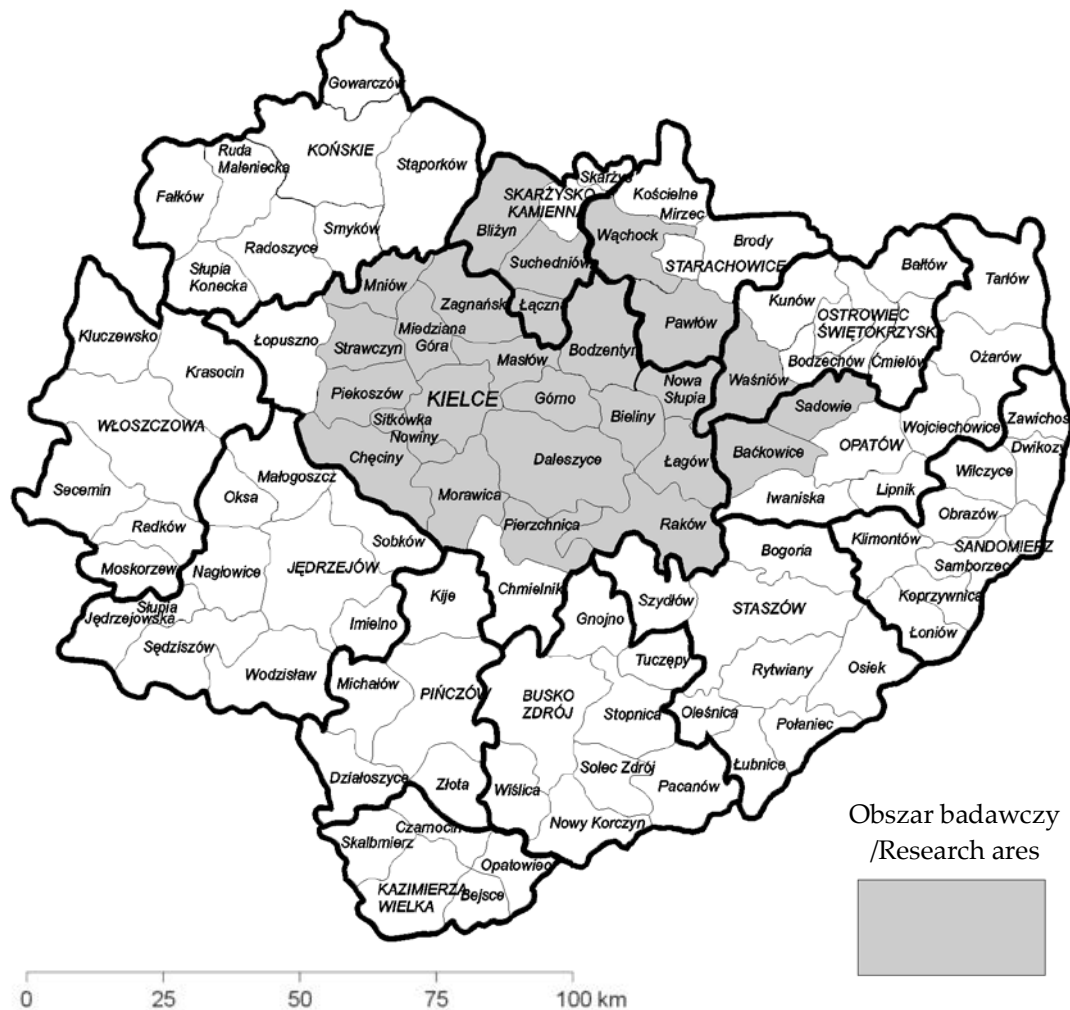 Gowarczów
KOŃSKIE
Ruda
Maleniecka
Stąporków
Fałków
Smyków
Radoszyce
Słupia
Konecka
Skarżys
SKARŻYSKO
KAMIENNA
Bliżyn
Suchedniów
Łączna
Kościelne
Mirzec
Wąchock
Brody
STARACHOWICE
Pawłów
Bałtów
Tarłów
Kunów
OSTROWIEC
ŚWIĘTOKRZYSK
Bodzechów
Ćmielów
Waśniów
Ożarów
Sadowie
Wojciechowice
Zawichos
Dwikozy
Baćkowice
OPATÓW
Wilczyce
Iwaniska
Lipnik
Obrazów
Klimontów
SANDOMIERZ
Samborzec
Koprzywnica
Łoniów
Mniów
Zagnańsk
Miedziana
Góra
Łopuszno
Strawczyn
Masłów
Bodzentyn
Piekoszów
KIELCE
Górno
Bieliny
Nowa
Słupia
Sitkówka
Nowiny
Chęciny
Daleszyce
Łagów
Morawica
Pierzchnica
Raków
Chmielnik
Kluczewsko
Krasocin
WŁOSZCZOWA
Secemin
Radków
Moskorzew
Małogoszcz
Oksa
Sobków
JĘDRZEJÓW
Nagłowice
Słupia
Jędrzejowska
Imielno
Sędziszów
Wodzisław
Kije
Michałów
PIŃCZÓW
Działoszyce
Złota
Gnojno
Szydłów
Bogoria
STASZÓW
Tuczępy
Rytwiany
Osiek
BUSKO
ZDRÓJ
Stopnica
Oleśnica
Połaniec
Łubnice
Solec Zdrój
Pacanów
Wiślica
Nowy Korczyn
Czarnocin
Skalbmierz
Opatowiec
KAZIMIERZA
WIELKA
Bejsce
Obszar badawczy
/Research ares
0 25 50 75 100 km